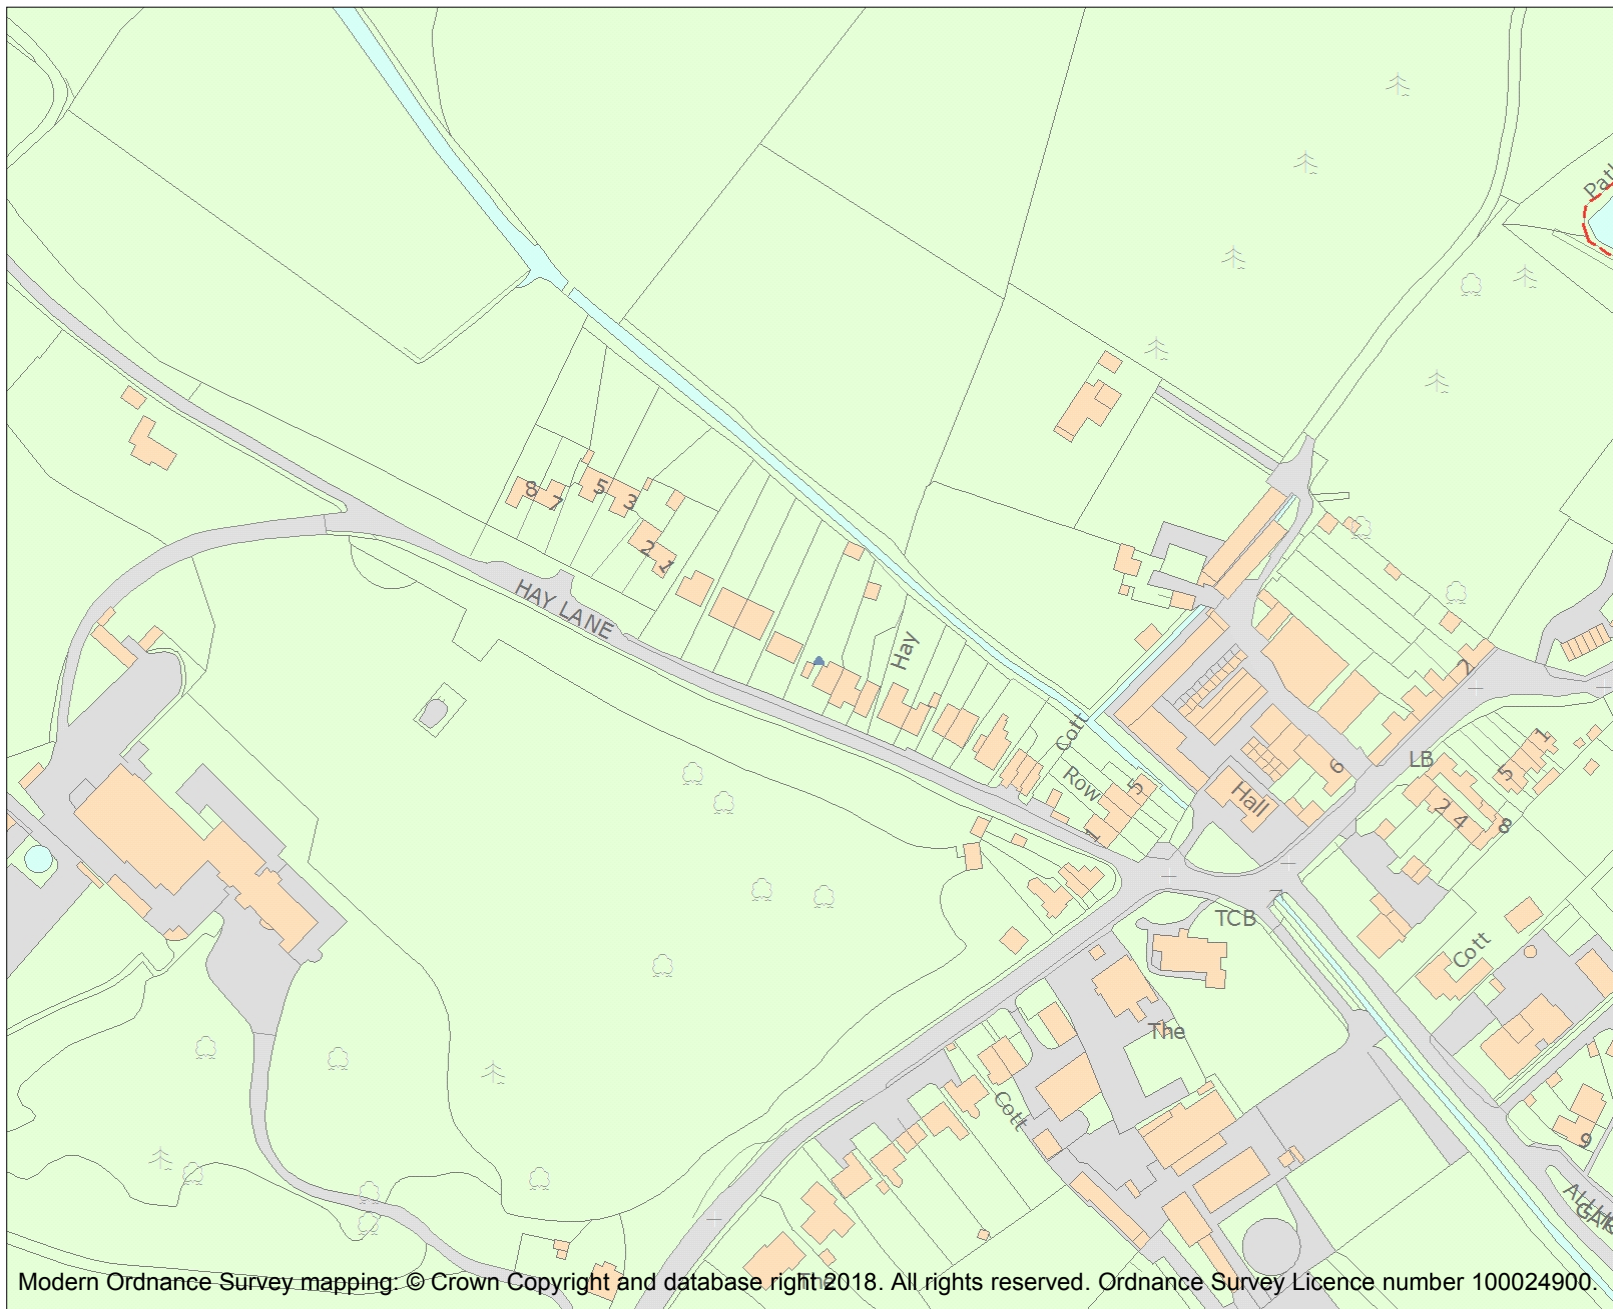 Path
8
7
5
3
2
1
HAY LANE
Hay
Cott
Row
5
1
Hall
6
2
LB
1
5
2
4
8
TCB
Cott
The
Cott
9
The
Modern Ordnance Survey mapping: © Crown Copyright and database right 2018. All rights reserved. Ordnance Survey Licence number 100024900.